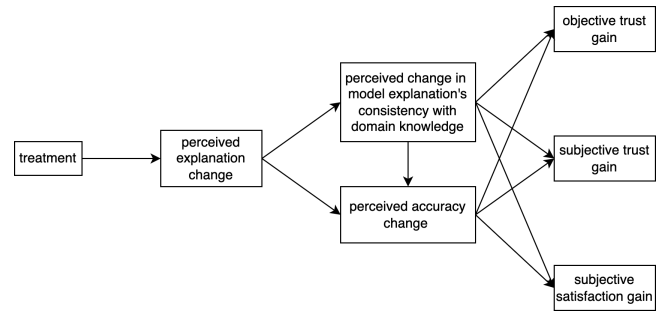 treatment
perceived
explanation
change
perceived change in
model explanation's
consistency with
domain knowledge
perceived accuracy
change
objective trust
gain
subjective trust
gain
subjective
satisfaction gain